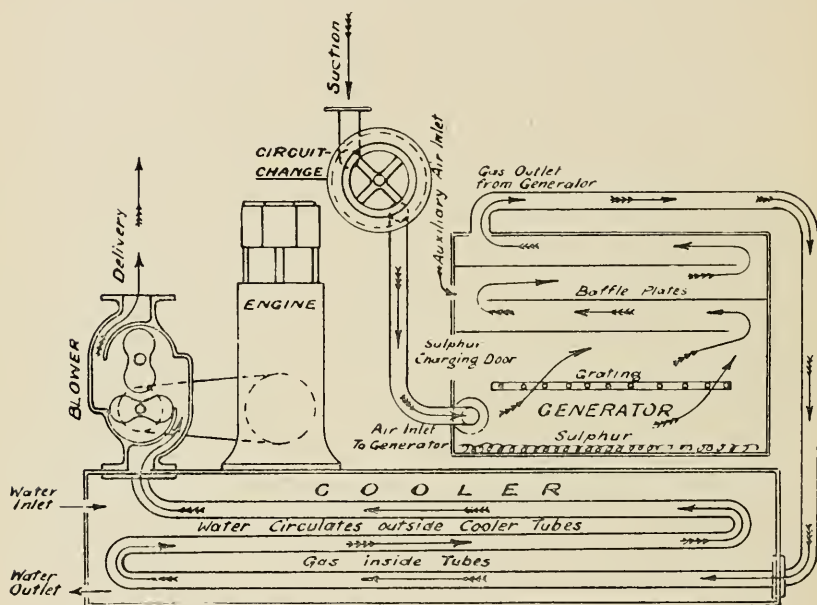 Suction
CIRCUIT-
CHANGE
Auxiliary Air Inlet
Gas Outlet
from Generator
Delivery
ENGINE
Baffle Plates
BLOWER
Sulphur
Charging Door
Grating
GENERATOR
Air Inlet
To Generator
Sulphur
COOLER
Water
Inlet
Water Circulates outside Cooler Tubes
Gas inside Tubes
Water
Outlet